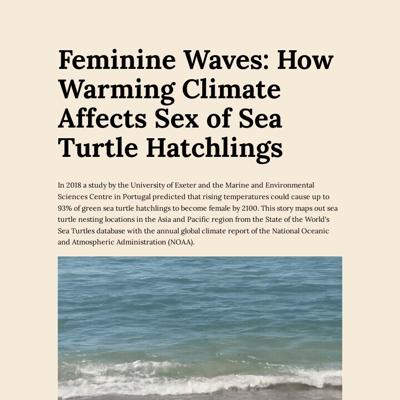 Feminine Waves: How
Warming Climate
Affects Sex of Sea
Turtle Hatchlings
In 2018 a study by the University of Exeter and the Marine and Environmental
Sciences Centre in Portugal predicted that rising temperatures could cause up to
93% of green sea turtle hatchlings to become female by 2100. This story maps out sea
turtle nesting locations in the Asia and Pacific region from the State of the World's
Sea Turtles database with the annual global climate report of the National Oceanic
and Atmospheric Administration (NOAA).